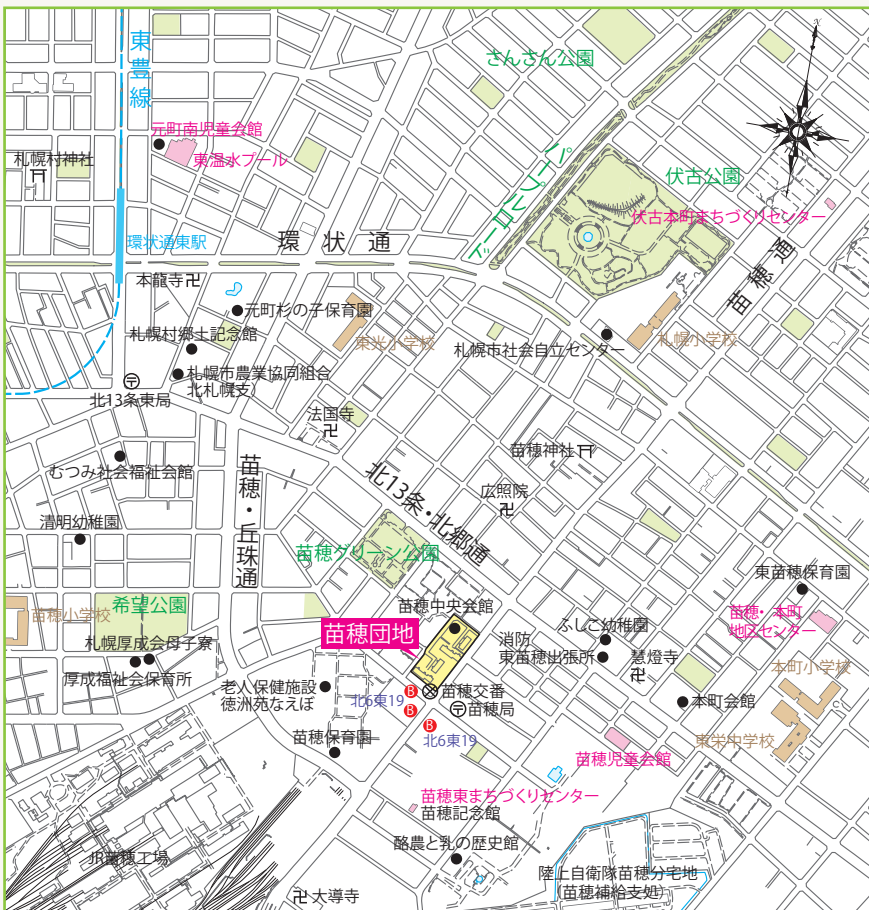 N
さんさん公園
東豊線
元町南児童会館
東温水プール
札幌村神社
パープルロード
伏古公園
伏古本町まちづくりセンター
環状通東駅
環状通
苗穂通
本龍寺
元町杉の子保育園
札幌村郷土記念館
東光小学校
札幌市社会自立センター
札幌小学校
札幌市農業協同組合
北札幌支)
〒
北13条東局
法国寺
苗穂神社
むつみ社会福祉会館
苗穂・丘珠通
北13条・北郷通
広照院
清明幼稚園
苗穂グリーン公園
東苗穂保育園
苗穂小学校
希望公園
苗穂中央会館
苗穂・本町
地区センター
苗穂団地
消防
東苗穂出張所
ふしこ幼稚園
慧燈寺
札幌厚成会母子寮
厚成福祉会保育所
本町小学校
老人保健施設
徳洲苑なえぼ
北6東19
B
B
苗穂交番
〒苗穂局
本町会館
B
北6東19
苗穂保育園
東栄中学校
苗穂児童会館
苗穂東まちづくりセンター
苗穂記念館
酪農と乳の歴史館
JR苗穂工場
陸上自衛隊苗穂分宅地
(苗穂補給支処)
大導寺